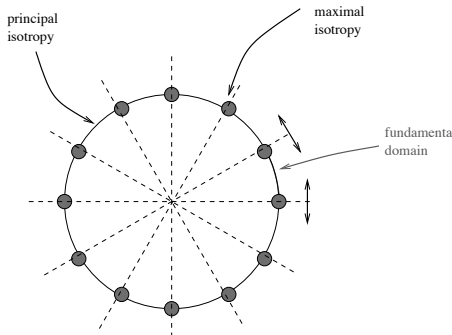 principal
isotropy
maximal
isotropy
fundamenta
domain